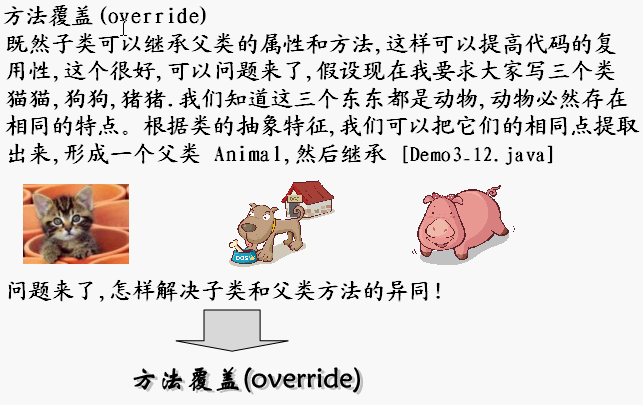 方法覆盖(override)
既然子类可以继承父类的属性和方法,这样可以提高代码的复
用性,这个很好,可以问题来了,假设现在我要求大家写三个类
猫猫,狗狗,猪猪.我们知道这三个东东都是动物,动物必然存在
相同的特点。根据类的抽象特征,我们可以把它们的相同点提取
出来,形成一个父类 Animal,然后继承 [Demo3-12.java]
DOGS
问题来了,怎样解决子类和父类方法的异同!
方法覆盖(override)